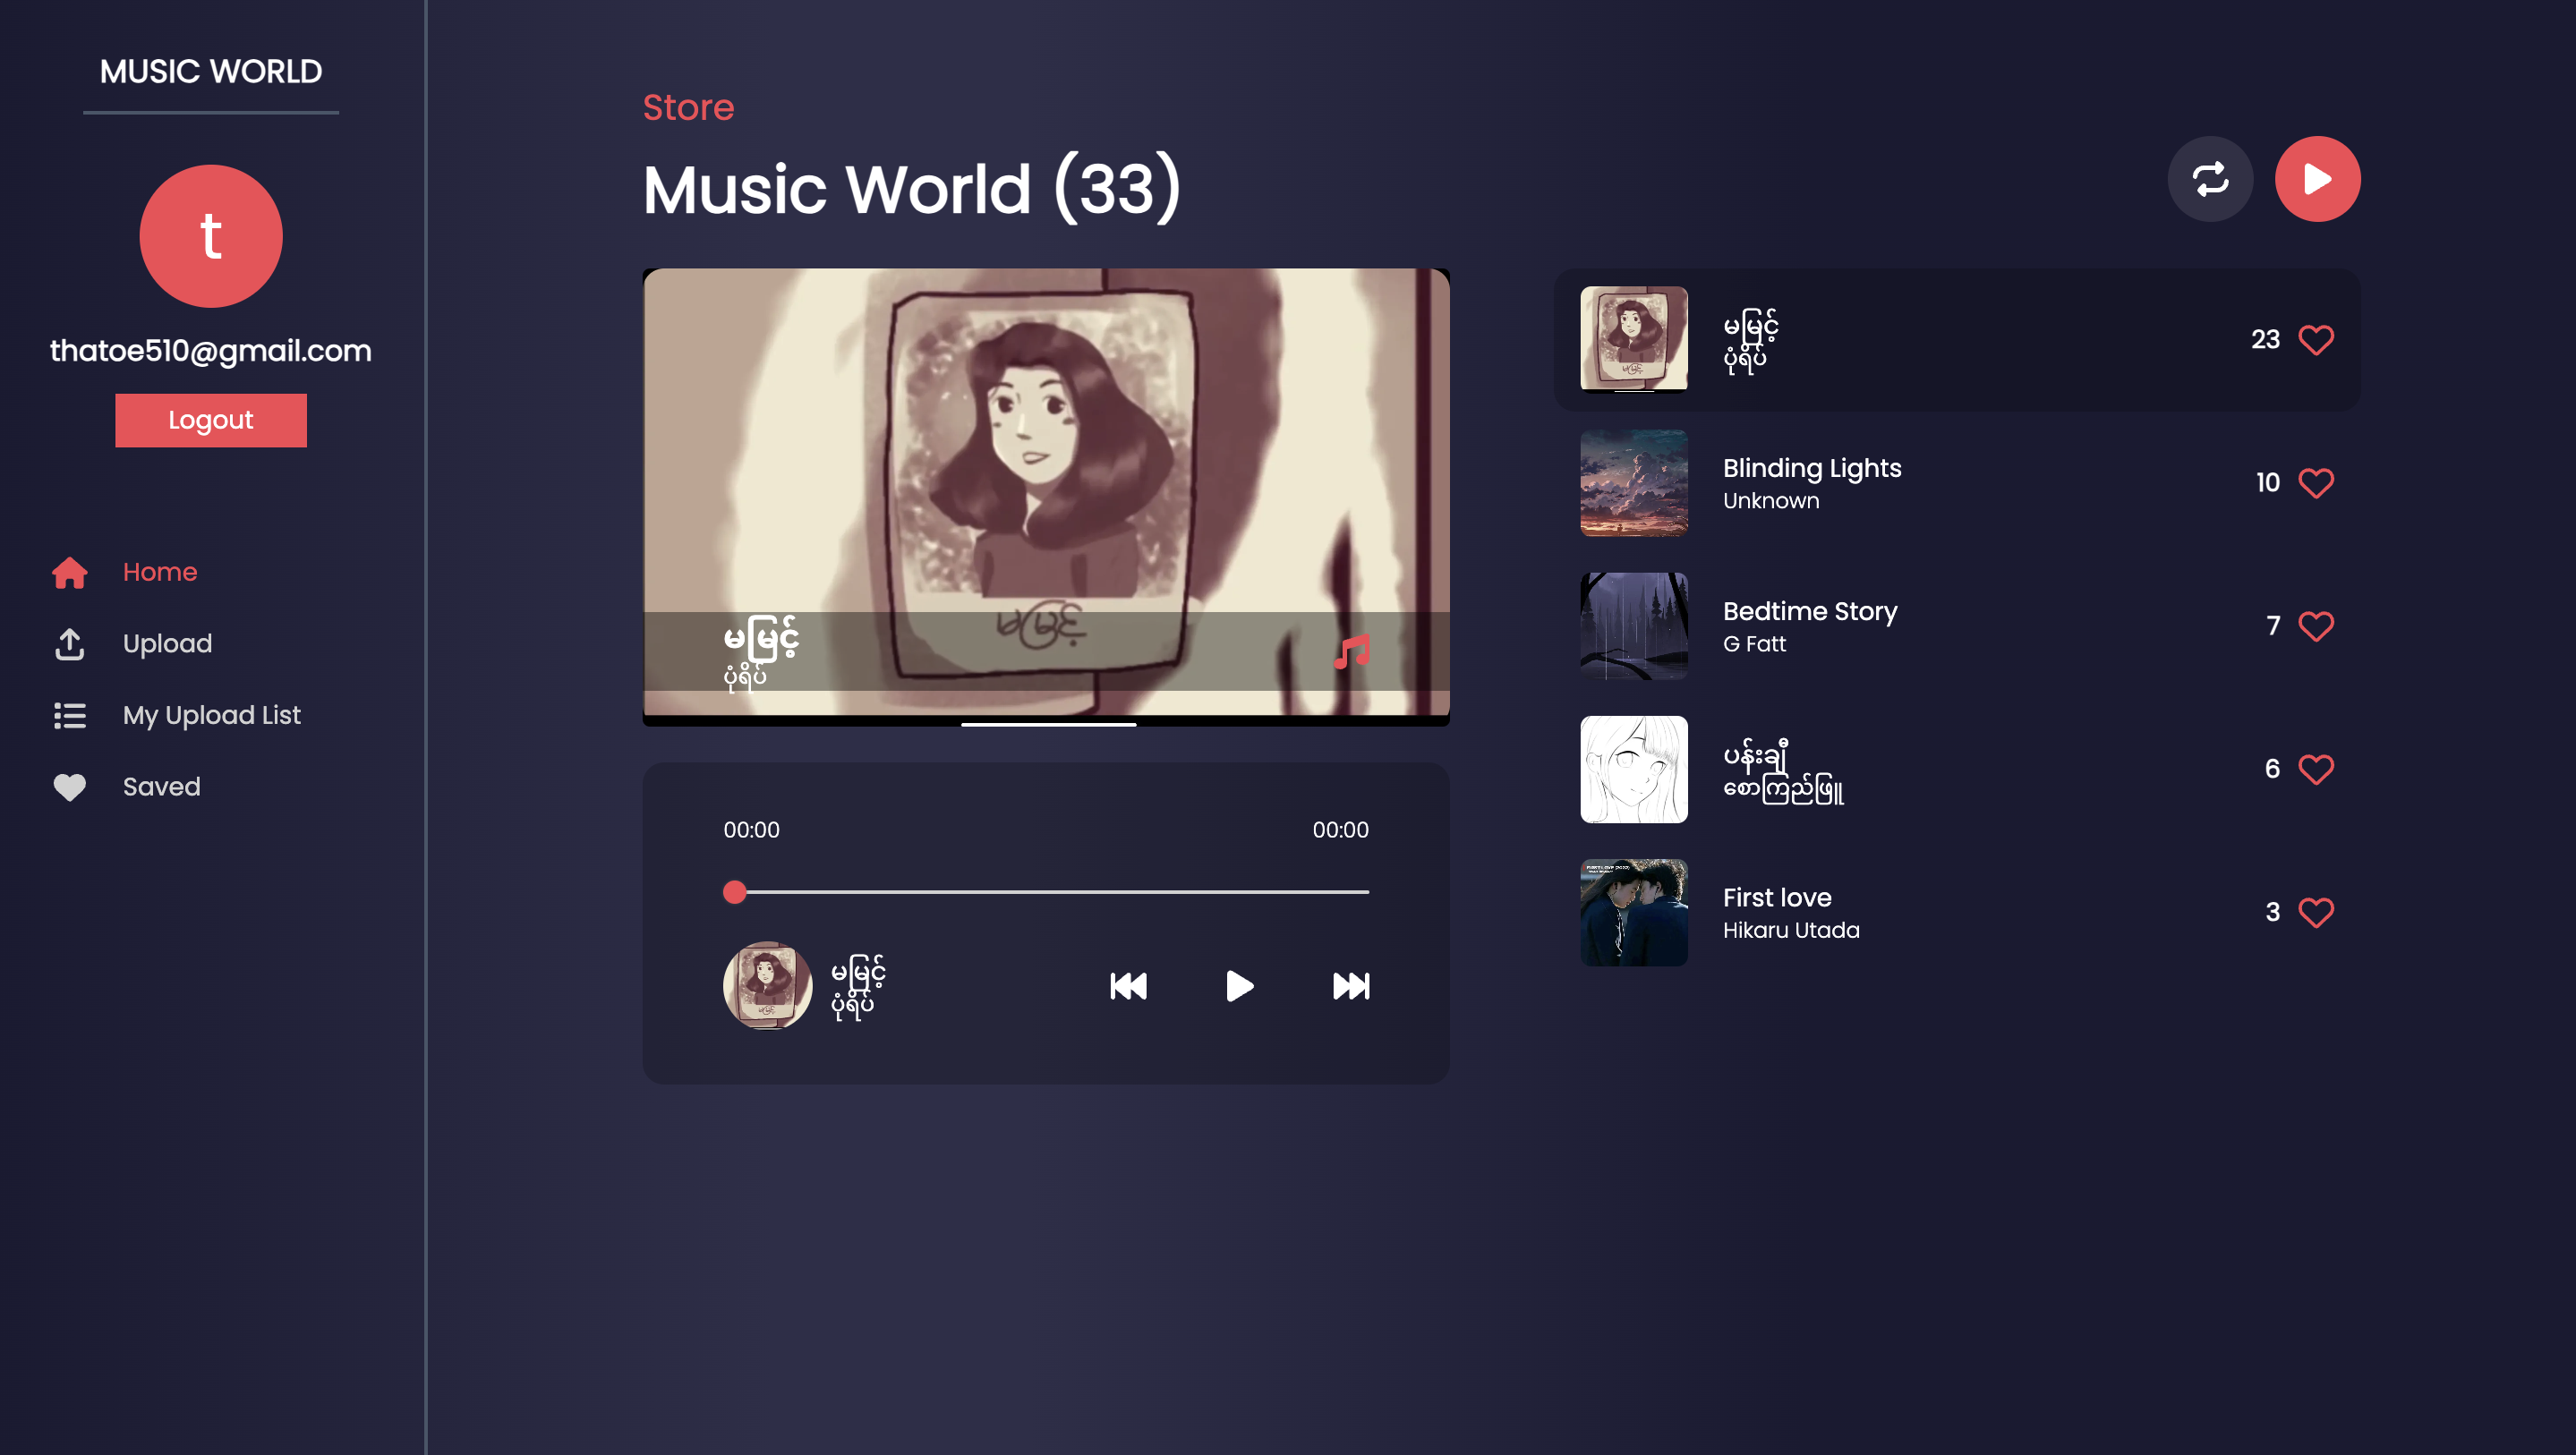 MUSIC WORLD
t
thatoe510@gmail.com
Logout
Home
Upload
My Upload List
Saved
Store
Music World (33)
မမြင့်
မမြင့်
ပုံရိပ်
00:00
00:00
မမြင့်
ပုံရိပ်
မမြင့်
ပုံရိပ်
23
Blinding Lights
Unknown
10
Bedtime Story
G Fatt
7
ပန်းချီ
စောကြည်ဖြူ
6
First love
Hikaru Utada
3